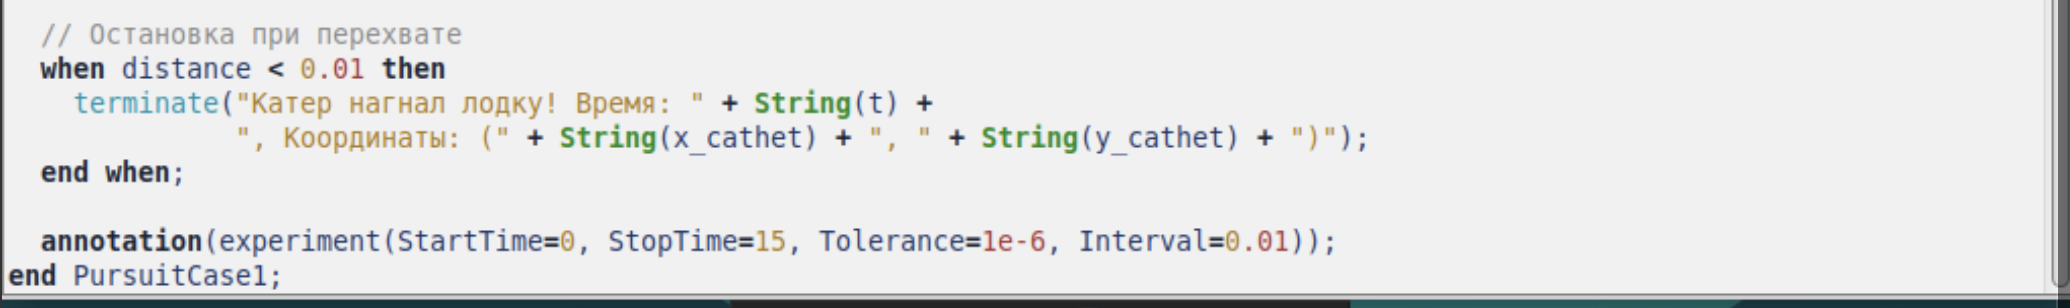 // Остановка при перехвате
when distance < 0.01 then
terminate("Катер нагнал лодку! Время: " + String(t) +
", Координаты: (" + String(x_cathet) + ", " + String(y_cathet) + ")");
end when;
annotation(experiment(StartTime=0, StopTime=15, Tolerance=1e-6, Interval=0.01));
end PursuitCase1;